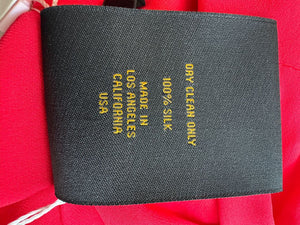 DRY CLEAN ONLY
100% SILK
MADE IN
LOS ANGELES
CALIFORNIA
USA